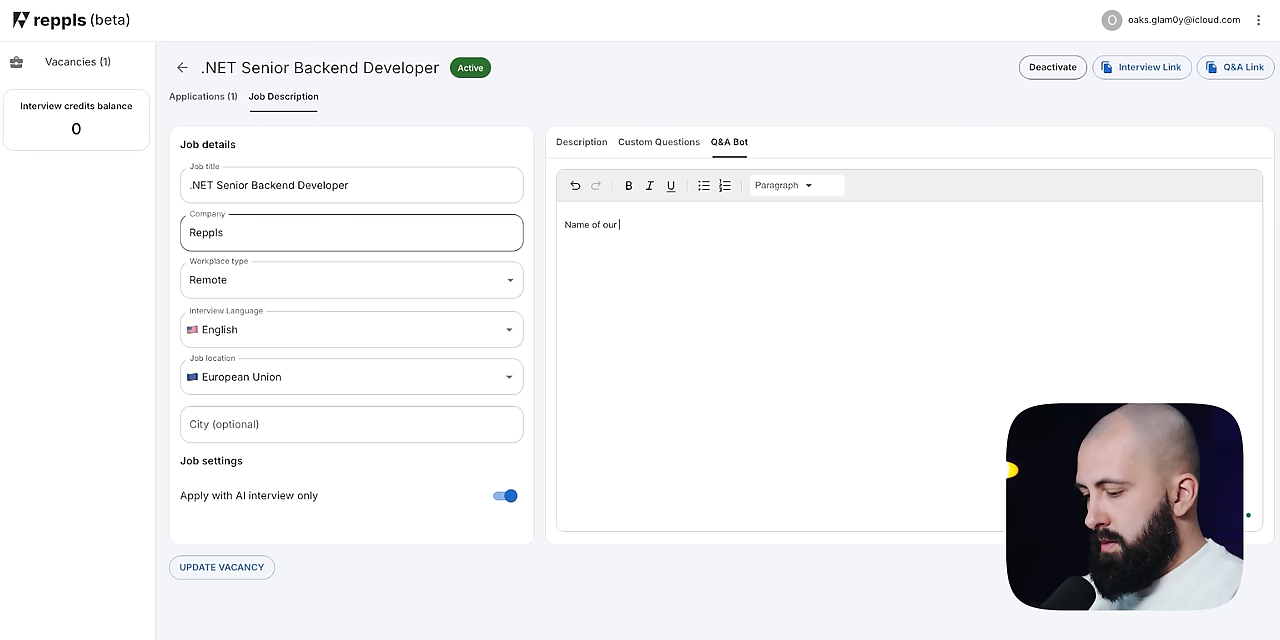 reppls (beta)
O oaks.glam0y@icloud.com
Vacancies (1)
Interview credits balance
0
.NET Senior Backend Developer Active
Deactivate Interview Link Q&A Link
Applications (1) Job Description
Job details
Job title
.NET Senior Backend Developer
Company
Reppls
Workplace type
Remote
Interview Language
English
Job location
European Union
City (optional)
Job settings
Apply with AI interview only
UPDATE VACANCY
Description Custom Questions Q&A Bot
B I U Paragraph
Name of our